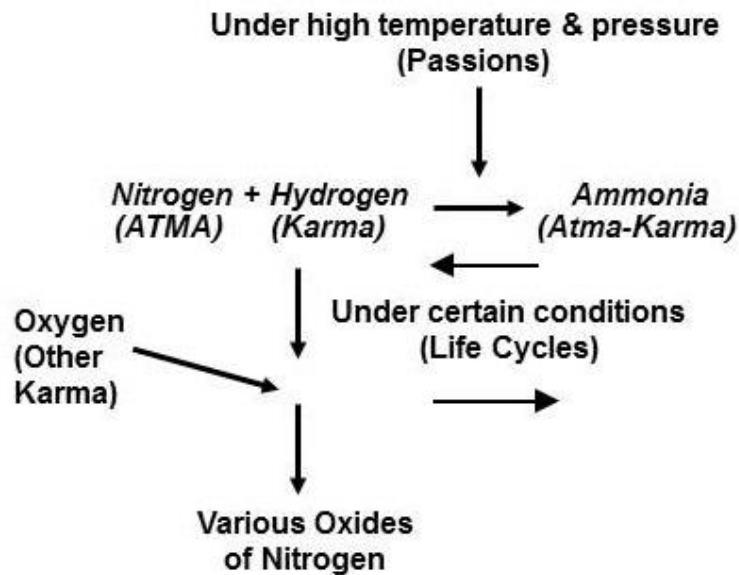 Under high temperature & pressure
(Passions)
Nitrogen + Hydrogen Ammonia
(ATMA) (Karma) (Atma-Karma)
Under certain conditions
(Life Cycles)
Oxygen
(Other
Karma)
Various Oxides
of Nitrogen